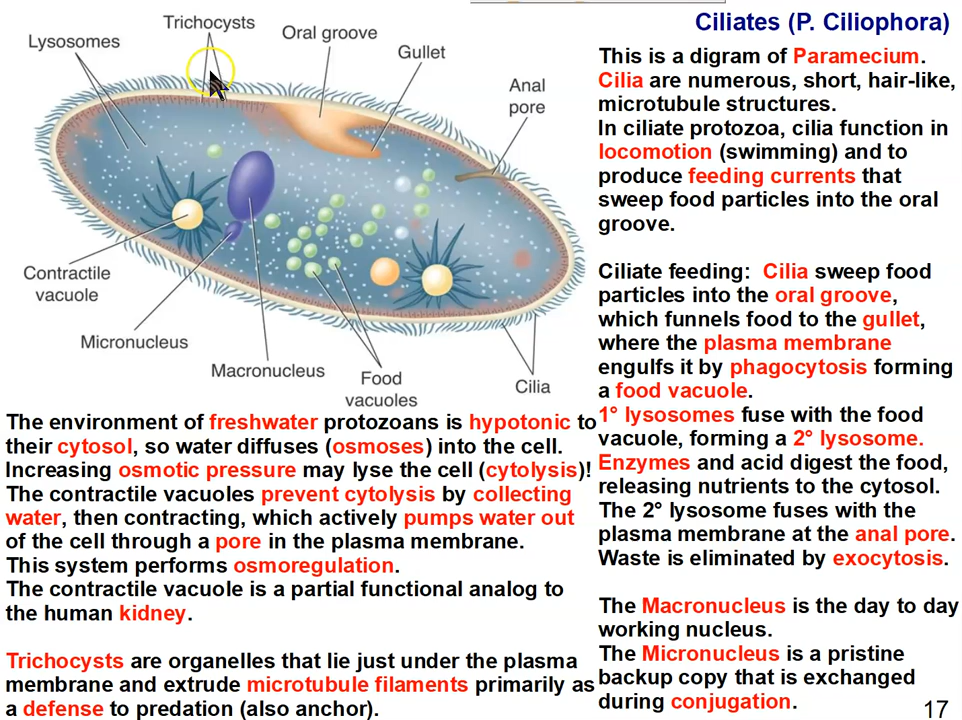 Ciliates (P. Ciliophora)
Trichocysts
Lysosomes
Oral groove
Gullet
Anal
pore
Contractile
vacuole
Micronucleus
Macronucleus
Food
vacuoles
Cilia
This is a digram of Paramecium.
Cilia are numerous, short, hair-like,
microtubule structures.
In ciliate protozoa, cilia function in
locomotion (swimming) and to
produce feeding currents that
sweep food particles into the oral
groove.
Ciliate feeding: Cilia sweep food
particles into the oral groove,
which funnels food to the gullet,
where the plasma membrane
engulfs it by phagocytosis forming
a food vacuole.
1° lysosomes fuse with the food
vacuole, forming a 2° lysosome.
Enzymes and acid digest the food,
releasing nutrients to the cytosol.
The 2° lysosome fuses with the
plasma membrane at the anal pore.
Waste is eliminated by exocytosis.
The Macronucleus is the day to day
working nucleus.
The Micronucleus is a pristine
backup copy that is exchanged
during conjugation.
The environment of freshwater protozoans is hypotonic to
their cytosol, so water diffuses (osmoses) into the cell.
Increasing osmotic pressure may lyse the cell (cytolysis)!
The contractile vacuoles prevent cytolysis by collecting
water, then contracting, which actively pumps water out
of the cell through a pore in the plasma membrane.
This system performs osmoregulation.
The contractile vacuole is a partial functional analog to
the human kidney.
Trichocysts are organelles that lie just under the plasma
membrane and extrude microtubule filaments primarily as
a defense to predation (also anchor).
17